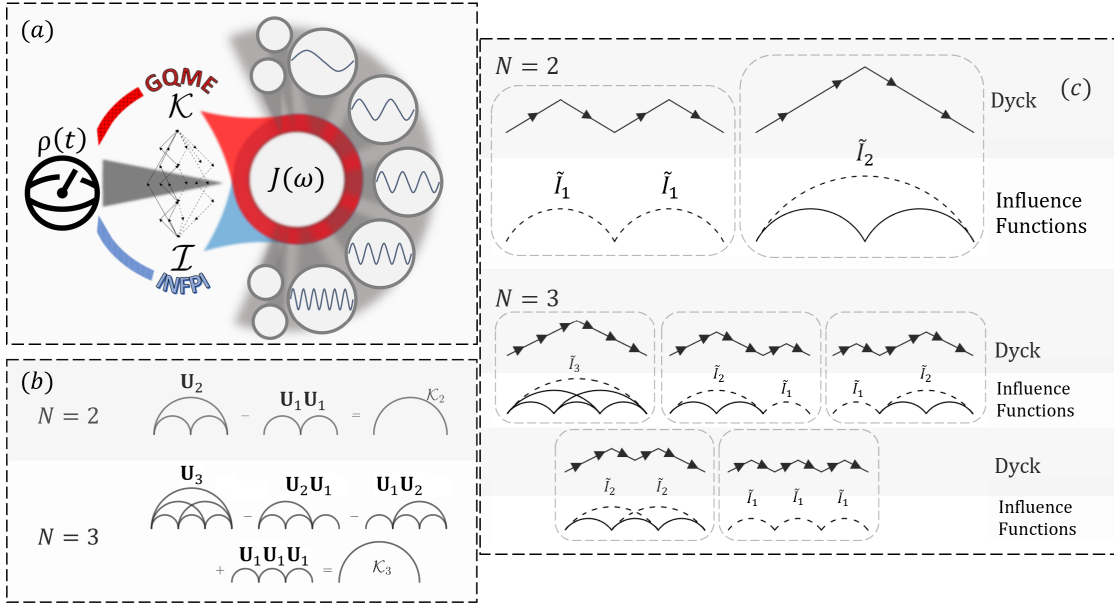 (a)
GQME
𝒦
ρ(t)
J(ω)
ℐ
INFPI
(b)
N = 2
U₂ − U₁U₁ = 𝒦₂
N = 3
U₃ − U₂U₁ − U₁U₂
+ U₁U₁U₁ = 𝒦₃
(c)
N = 2
Dyck
Ĩ₁ Ĩ₁ Ĩ₂
Influence
Functions
N = 3
Dyck
Ĩ₃ Ĩ₂ Ĩ₁ Ĩ₁ Ĩ₂
Influence
Functions
Dyck
Ĩ₂ Ĩ₂ Ĩ₁ Ĩ₁ Ĩ₁
Influence
Functions